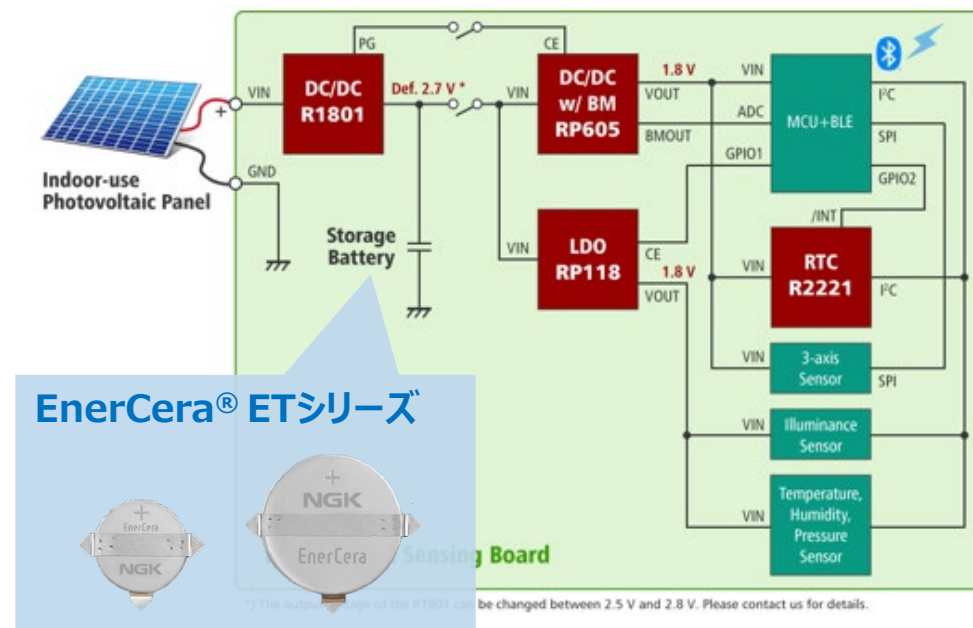 PG
CE
VIN
DC/DC
R1801
Def. 2.7 V *
VIN
DC/DC
w/ BM
RP605
1.8 V
VOUT
BMOUT
VIN
ADC
GPIO1
MCU+BLE
I²C
SPI
GPIO2
+
GND
Indoor-use
Photovoltaic Panel
Storage
Battery
VIN
LDO
RP118
CE
1.8 V
VOUT
/INT
VIN
RTC
R2221
I²C
VIN
3-axis
Sensor
SPI
VIN
Illuminance
Sensor
VIN
Temperature,
Humidity,
Pressure
Sensor
EnerCera® ETシリーズ
+
EnerCera
NGK
+
NGK
EnerCera
Sensing Board
*) The output voltage of the R1801 can be changed between 2.5 V and 2.8 V. Please contact us for details.